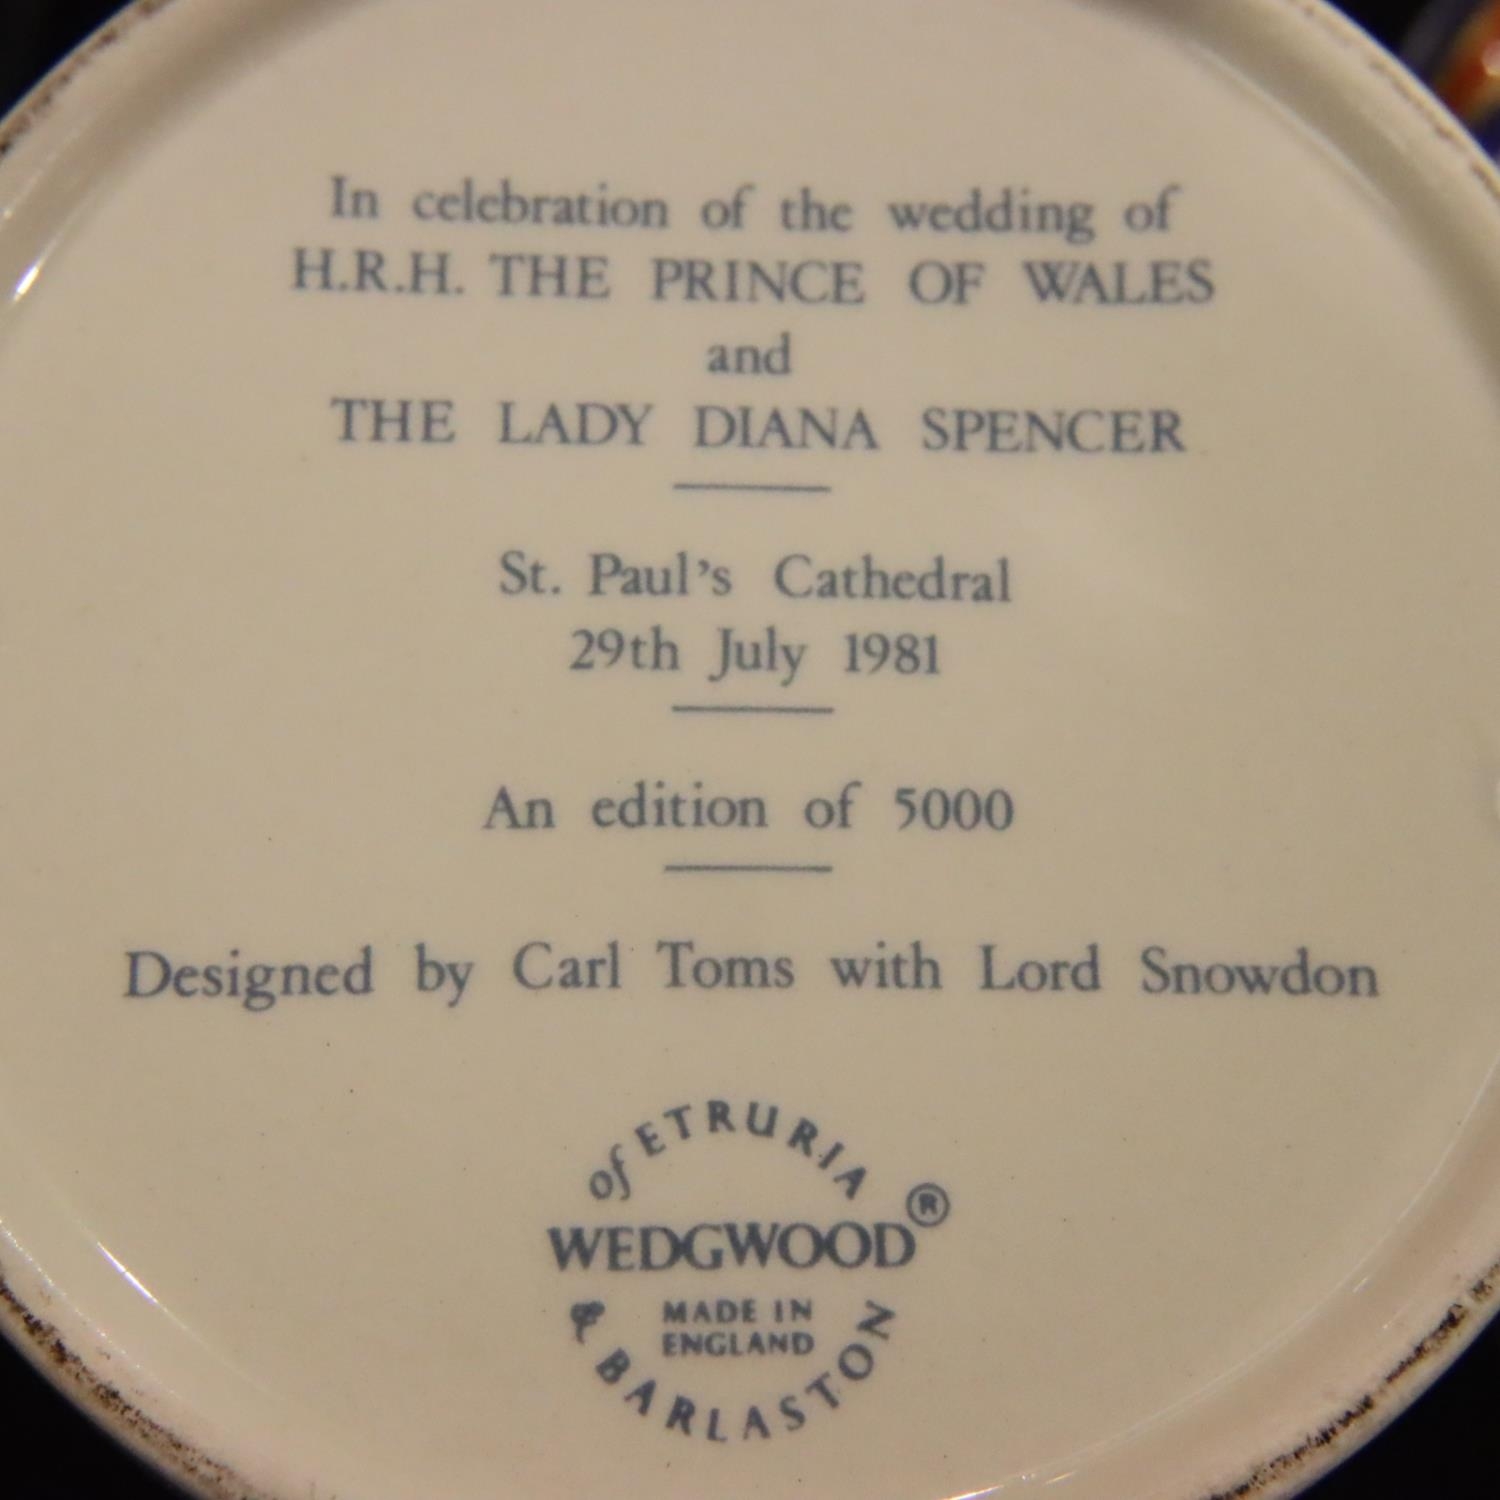 In celebration of the wedding of
H.R.H. THE PRINCE OF WALES
and
THE LADY DIANA SPENCER
St. Paul's Cathedral
29th July 1981
An edition of 5000
Designed by Carl Toms with Lord Snowdon
of ETRURIA
WEDGWOOD®
MADE IN
ENGLAND
& BARLASTON